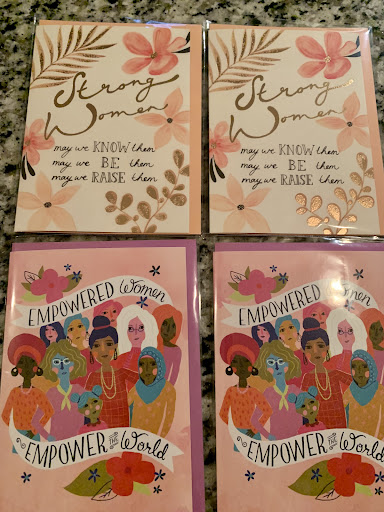 Strong
Women
may we KNOW them
may we BE them
may we RAISE them
Strong
Women
may we KNOW them
may we BE them
may we RAISE them
EMPOWERED Women
EMPOWER THE World
EMPOWERED Women
EMPOWER THE World